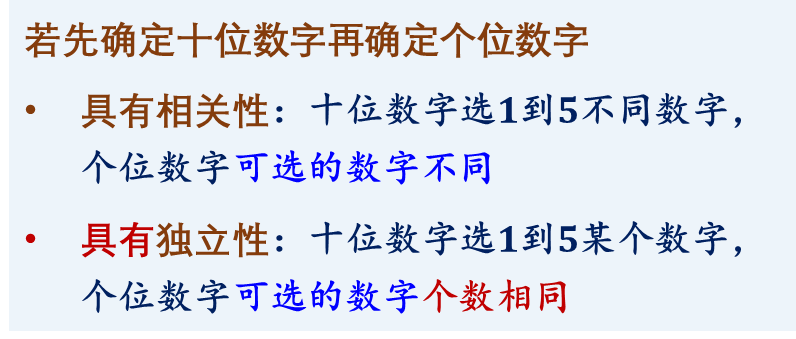 若先确定十位数字再确定个位数字
• 具有相关性：十位数字选1到5不同数字，
个位数字可选的数字不同
• 具有独立性：十位数字选1到5某个数字，
个位数字可选的数字个数相同